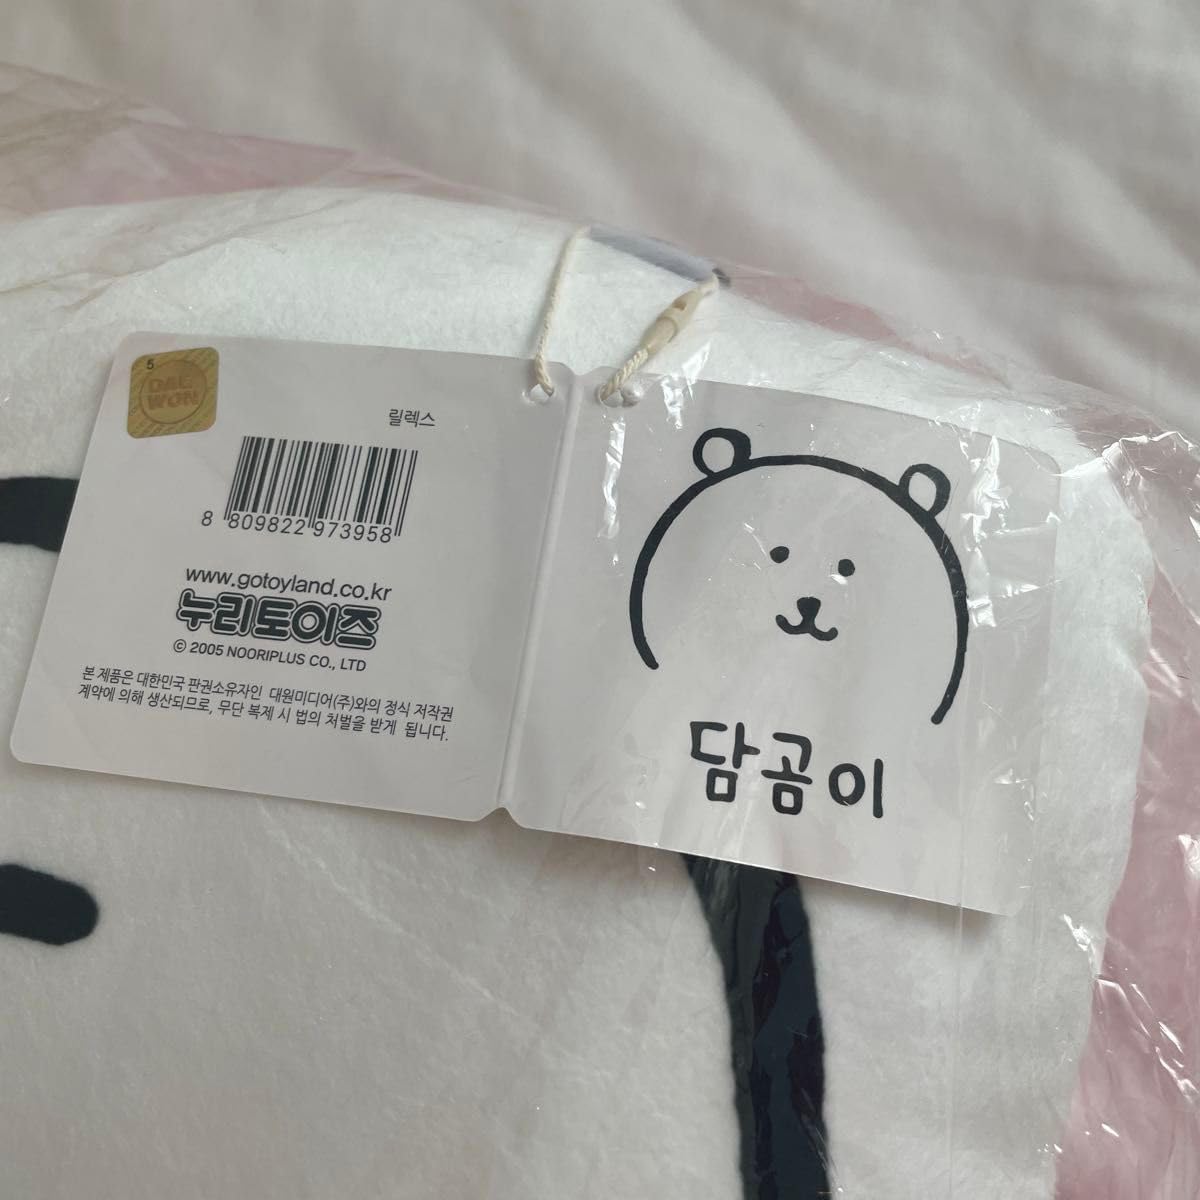 5
DAE
WON
릴렉스
8 809822 973958
www.gotoyland.co.kr
누리토이즈
© 2005 NOORIPLUS CO., LTD
본 제품은 대한민국 판권소유자인 대원미디어(주)와의 정식 저작권
계약에 의해 생산되므로, 무단 복제 시 법의 처벌을 받게 됩니다.
담곰이